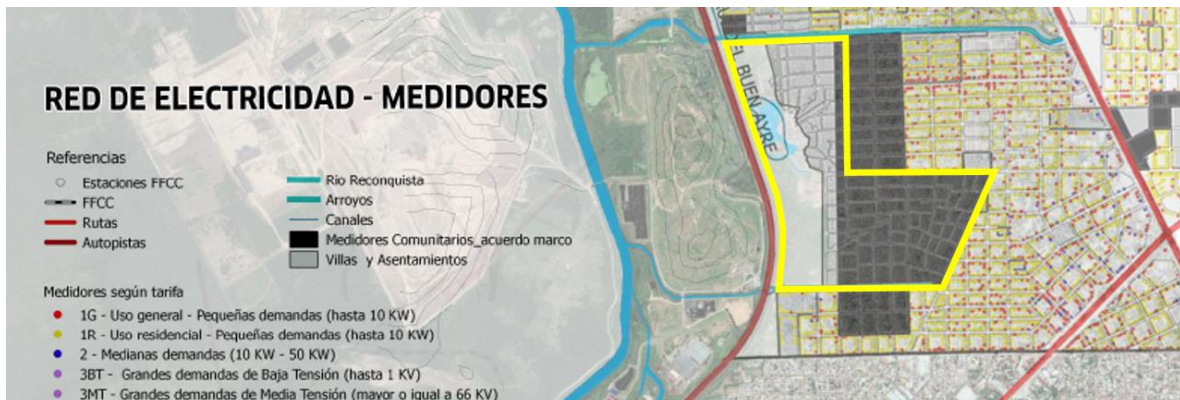 RED DE ELECTRICIDAD - MEDIDORES
Referencias
Estaciones FFCC
FFCC
Rutas
Autopistas
Rio Reconquista
Arroyos
Canales
Medidores Comunitarios_acuerdo marco
Villas y Asentamientos
Medidores según tarifa
1G - Uso general - Pequeñas demandas (hasta 10 KW)
1R - Uso residencial - Pequeñas demandas (hasta 10 KW)
2 - Medianas demandas (10 KW - 50 KW)
3BT - Grandes demandas de Baja Tensión (hasta 1 KV)
3MT - Grandes demandas de Media Tensión (mayor o igual a 66 KV)
DEL BUEN AYRE